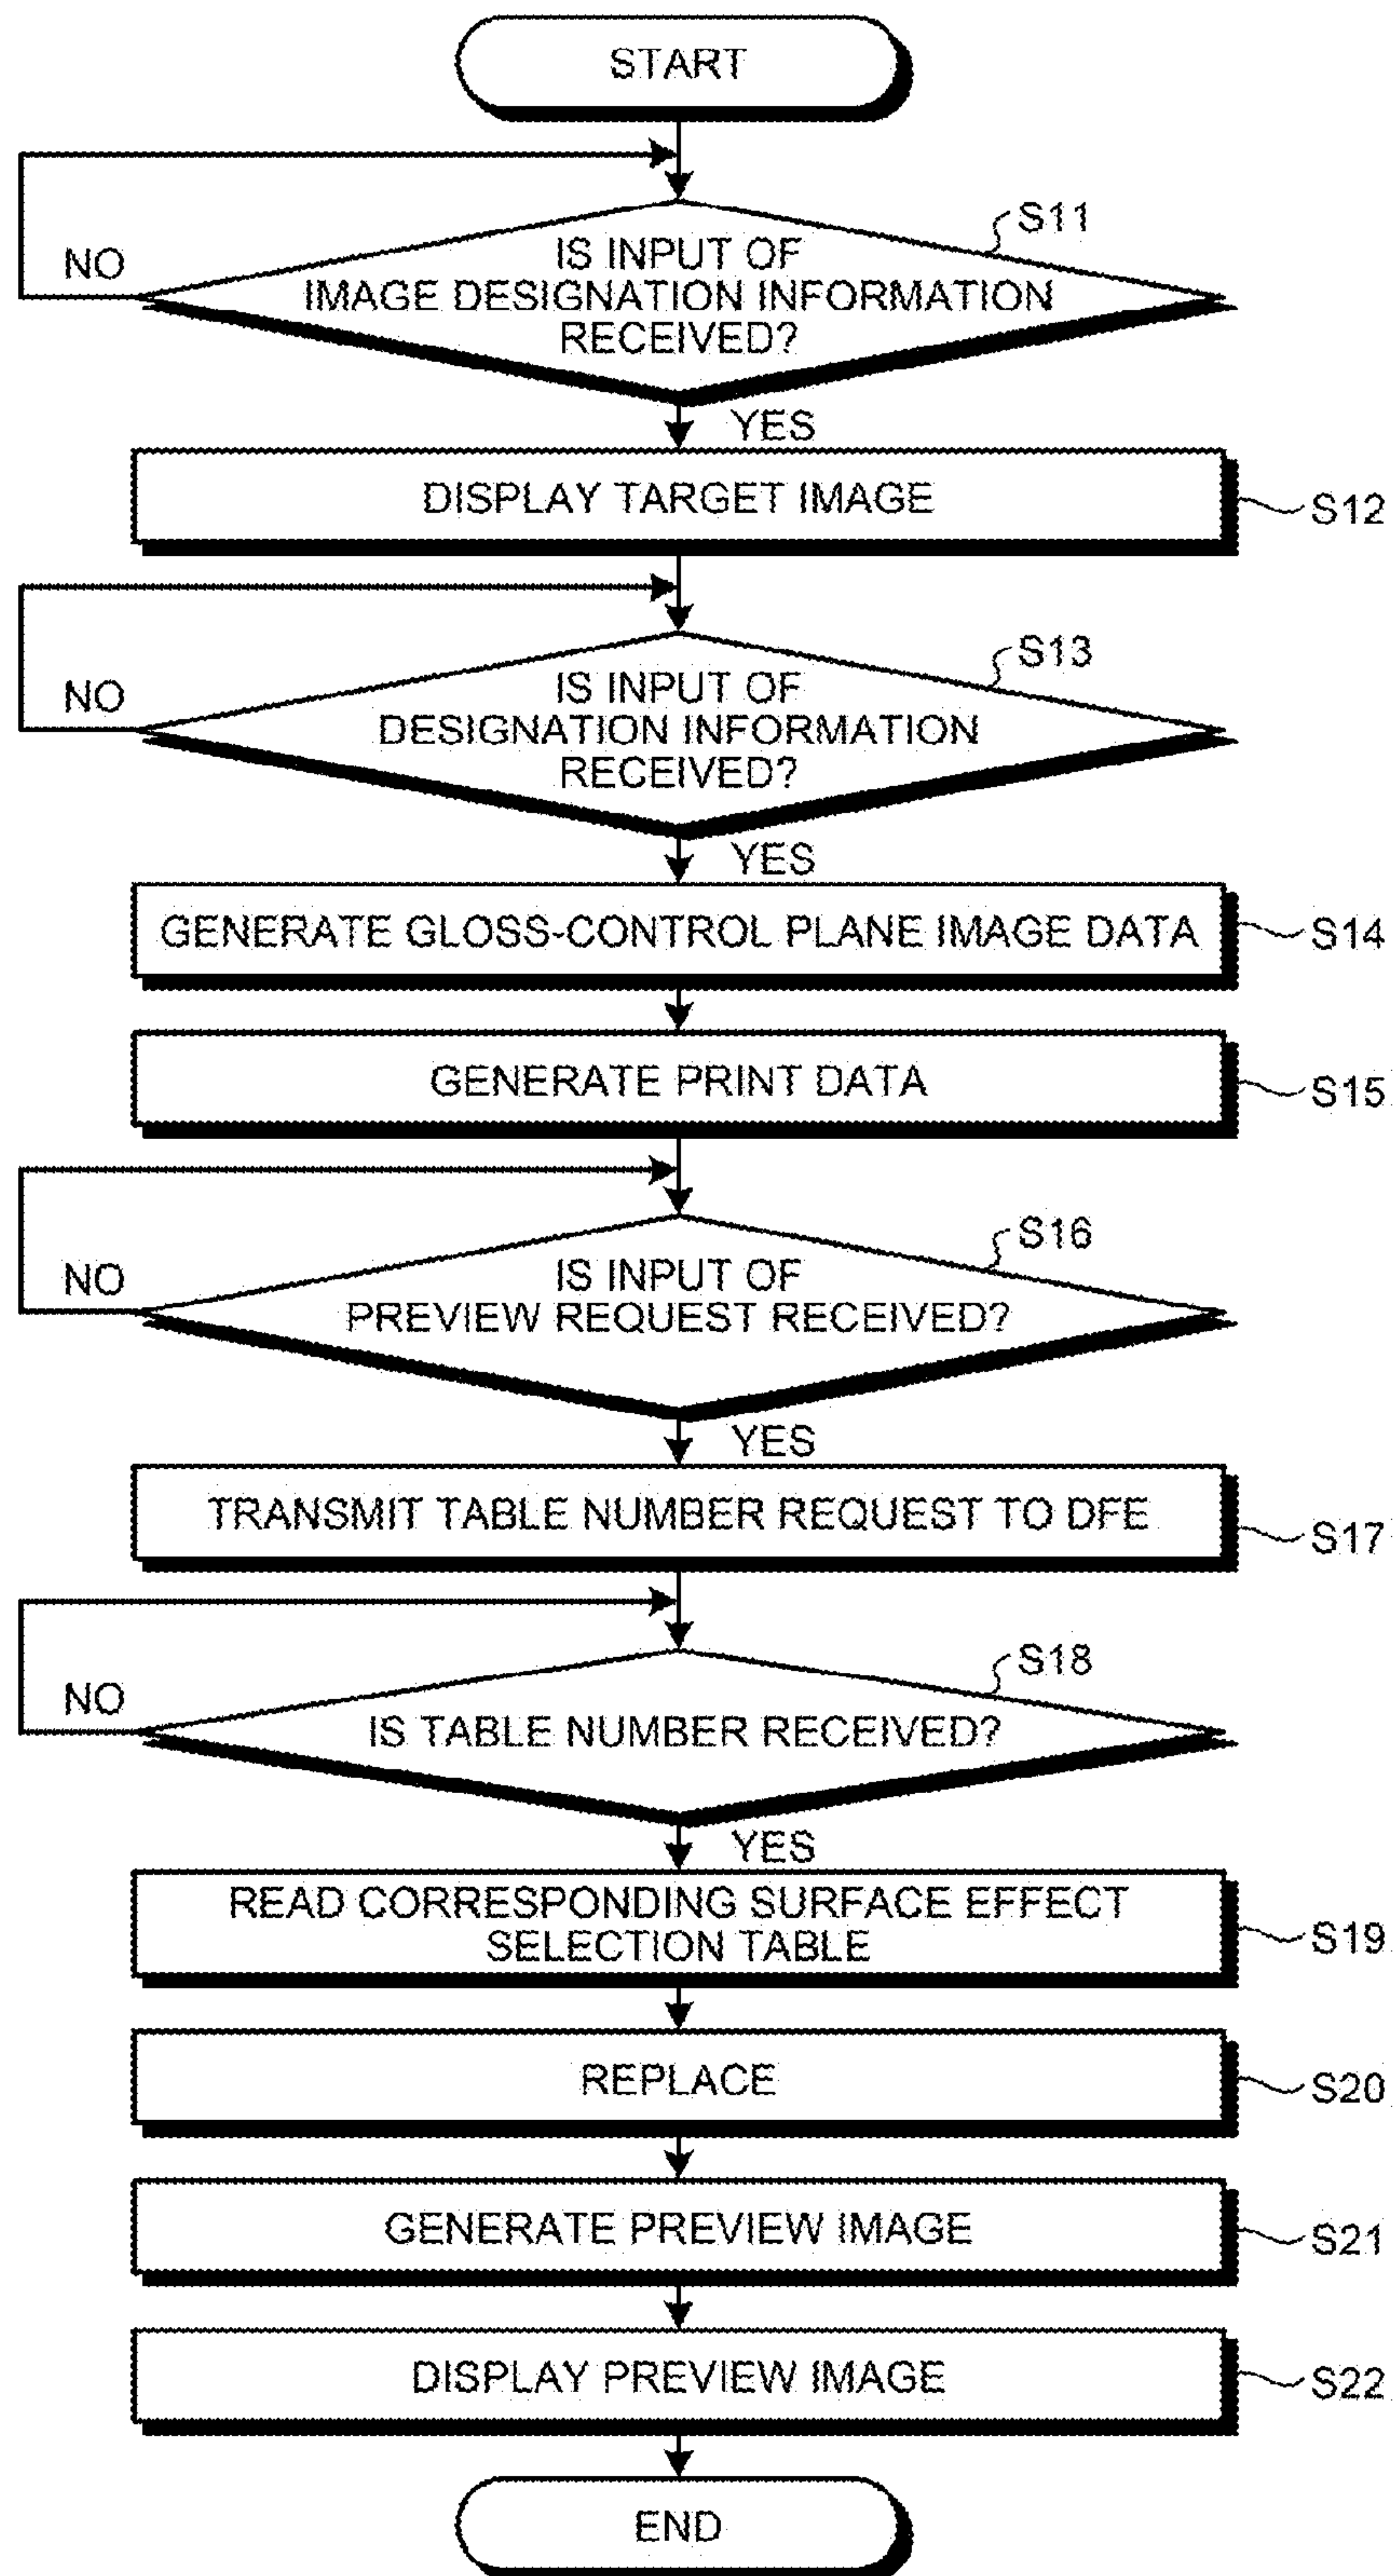 START
S11
NO
IS INPUT OF
IMAGE DESIGNATION INFORMATION
RECEIVED?
YES
DISPLAY TARGET IMAGE
S12
S13
NO
IS INPUT OF
DESIGNATION INFORMATION
RECEIVED?
YES
GENERATE GLOSS-CONTROL PLANE IMAGE DATA
S14
GENERATE PRINT DATA
S15
S16
NO
IS INPUT OF
PREVIEW REQUEST RECEIVED?
YES
TRANSMIT TABLE NUMBER REQUEST TO DFE
S17
S18
NO
IS TABLE NUMBER RECEIVED?
YES
READ CORRESPONDING SURFACE EFFECT
SELECTION TABLE
S19
REPLACE
S20
GENERATE PREVIEW IMAGE
S21
DISPLAY PREVIEW IMAGE
S22
END